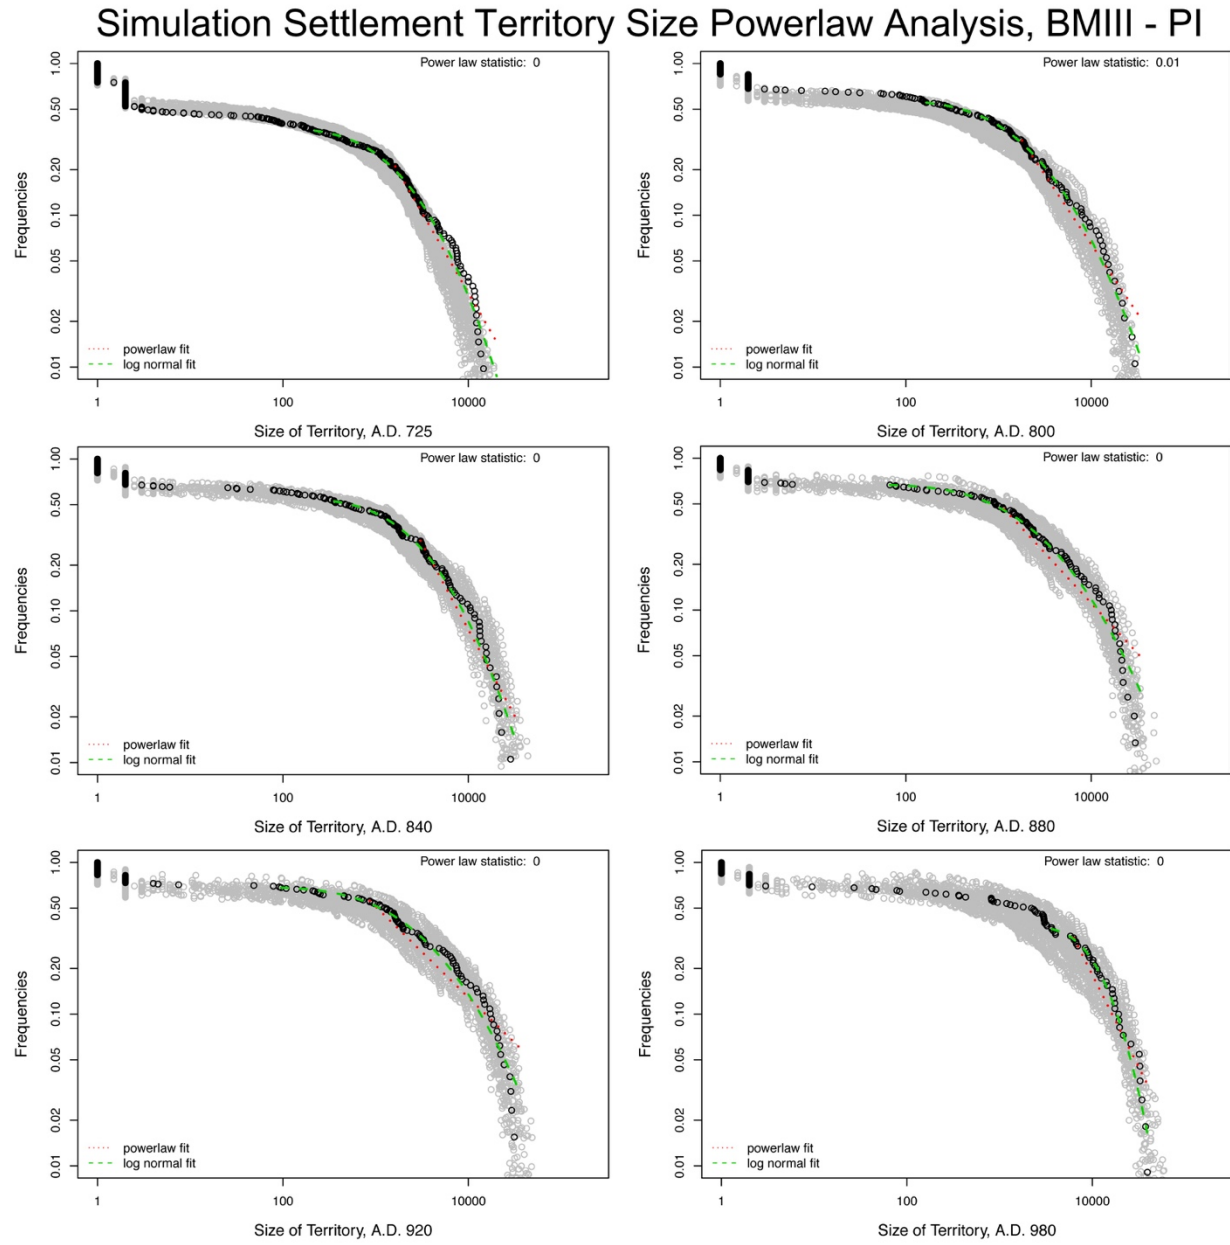 Simulation Settlement Territory Size Powerlaw Analysis, BMIII - PI
Power law statistic: 0
Frequencies
1.00
0.50
0.20
0.10
0.05
0.02
0.01
powerlaw fit
log normal fit
1
100
10000
Size of Territory, A.D. 725
Power law statistic: 0.01
Frequencies
1.00
0.50
0.20
0.10
0.05
0.02
0.01
powerlaw fit
log normal fit
1
100
10000
Size of Territory, A.D. 800
Power law statistic: 0
Frequencies
1.00
0.50
0.20
0.10
0.05
0.02
0.01
powerlaw fit
log normal fit
1
100
10000
Size of Territory, A.D. 840
Power law statistic: 0
Frequencies
1.00
0.50
0.20
0.10
0.05
0.02
0.01
powerlaw fit
log normal fit
1
100
10000
Size of Territory, A.D. 880
Power law statistic: 0
Frequencies
1.00
0.50
0.20
0.10
0.05
0.02
0.01
powerlaw fit
log normal fit
1
100
10000
Size of Territory, A.D. 920
Power law statistic: 0
Frequencies
1.00
0.50
0.20
0.10
0.05
0.02
0.01
powerlaw fit
log normal fit
1
100
10000
Size of Territory, A.D. 980